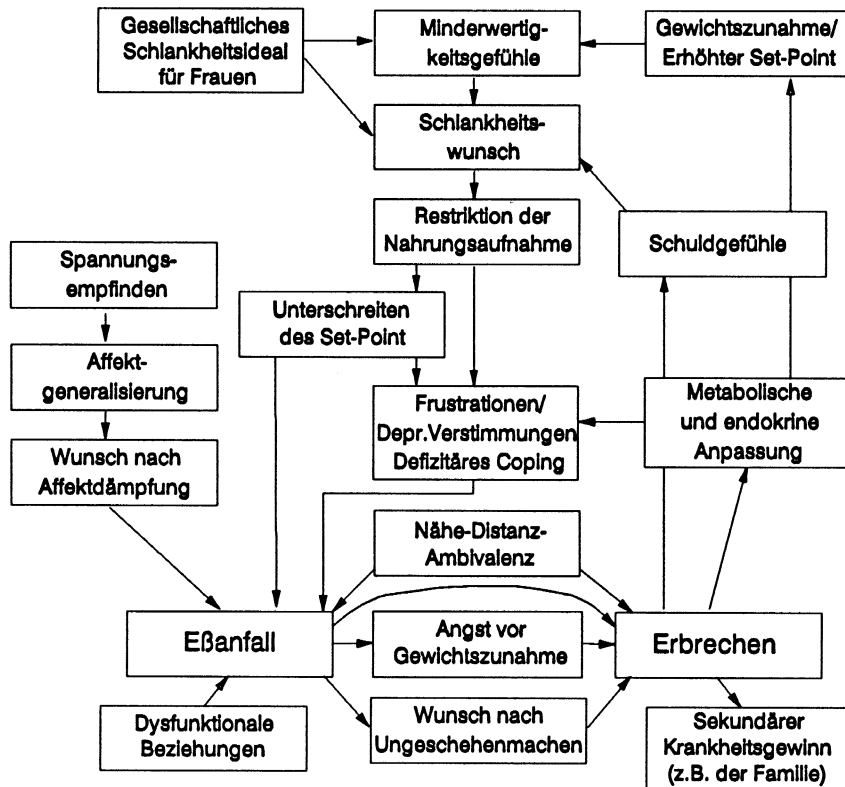 Gesellschaftliches
Schlankheitsideal
für Frauen
Minderwertig-
keitsgefühle
Gewichtszunahme/
Erhöhter Set-Point
Schlankheits-
wunsch
Restriktion der
Nahrungsaufnahme
Schuldgefühle
Spannungs-
empfinden
Unterschreiten
des Set-Point
Affekt-
generalisierung
Frustrationen/
Depr.Verstimmungen
Defizitäres Coping
Metabolische
und endokrine
Anpassung
Wunsch nach
Affektdämpfung
Nähe-Distanz-
Ambivalenz
Eßanfall
Angst vor
Gewichtszunahme
Erbrechen
Dysfunktionale
Beziehungen
Wunsch nach
Ungeschehenmachen
Sekundärer
Krankheitsgewinn
(z.B. der Familie)